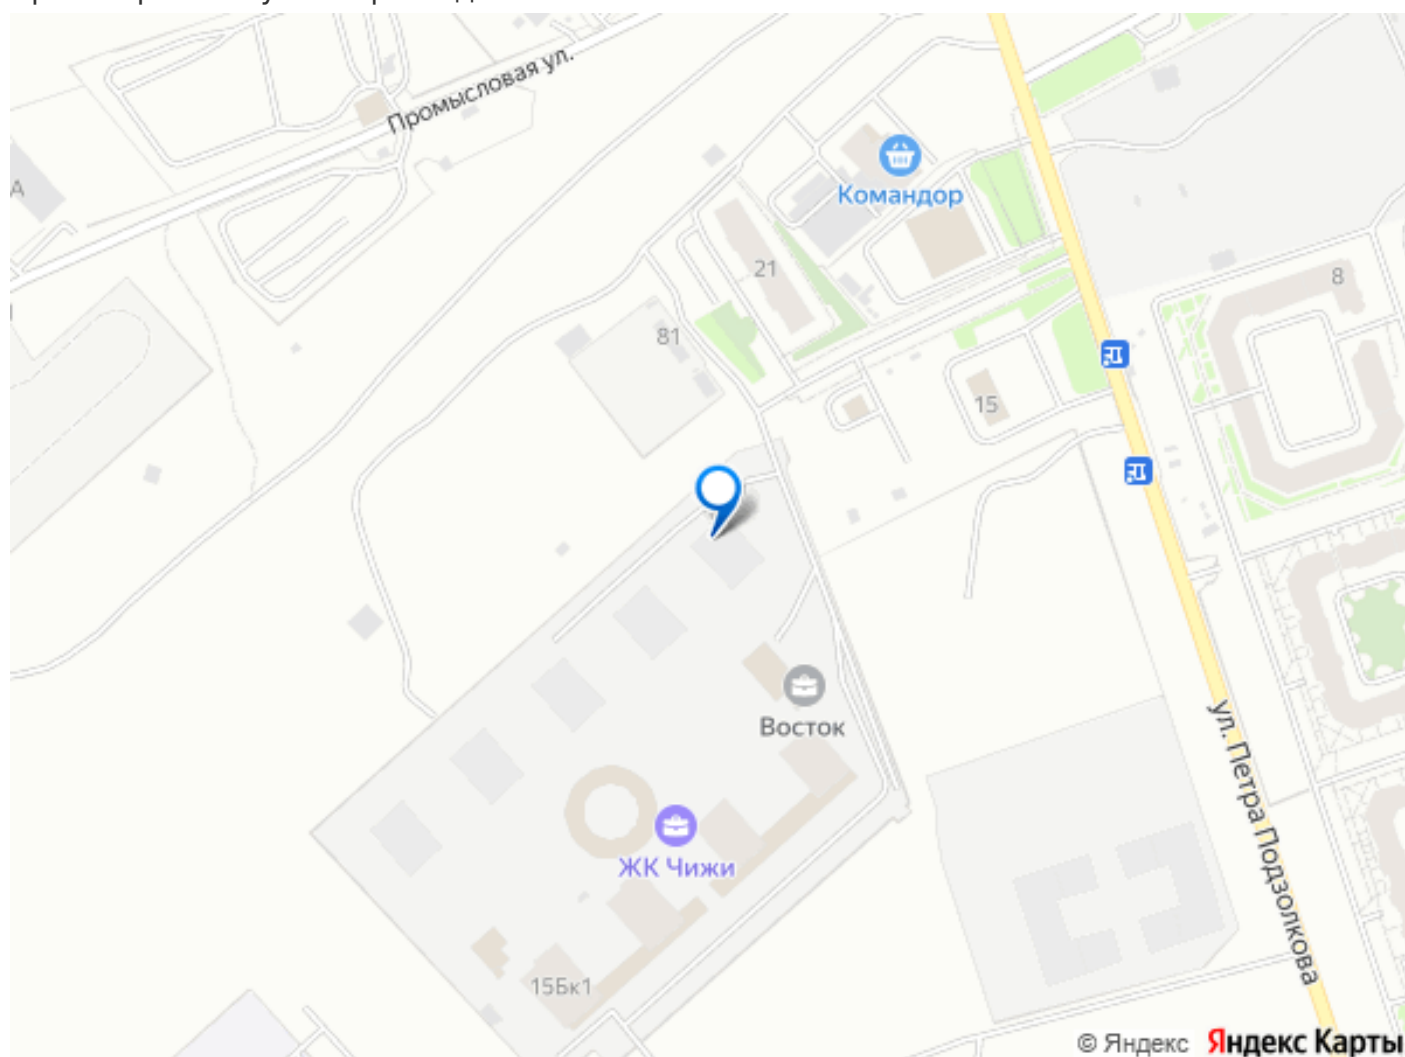 Промысловая ул.
А
Командор
21
8
81
15
Восток
ул. Петра Подзолкова
ЖК Чижи
15Бк1
© Яндекс Яндекс Карты